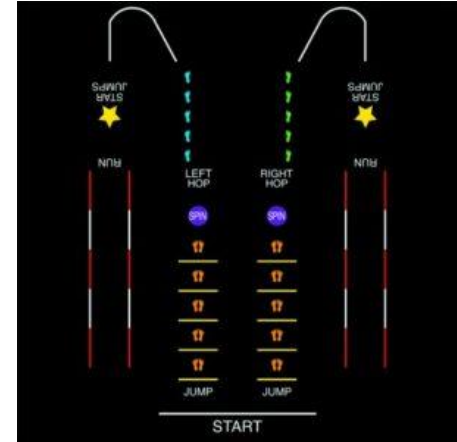 STAR
JUMPS
STAR
JUMPS
RUN
RUN
LEFT
HOP
RIGHT
HOP
SPIN
SPIN
JUMP
JUMP
START